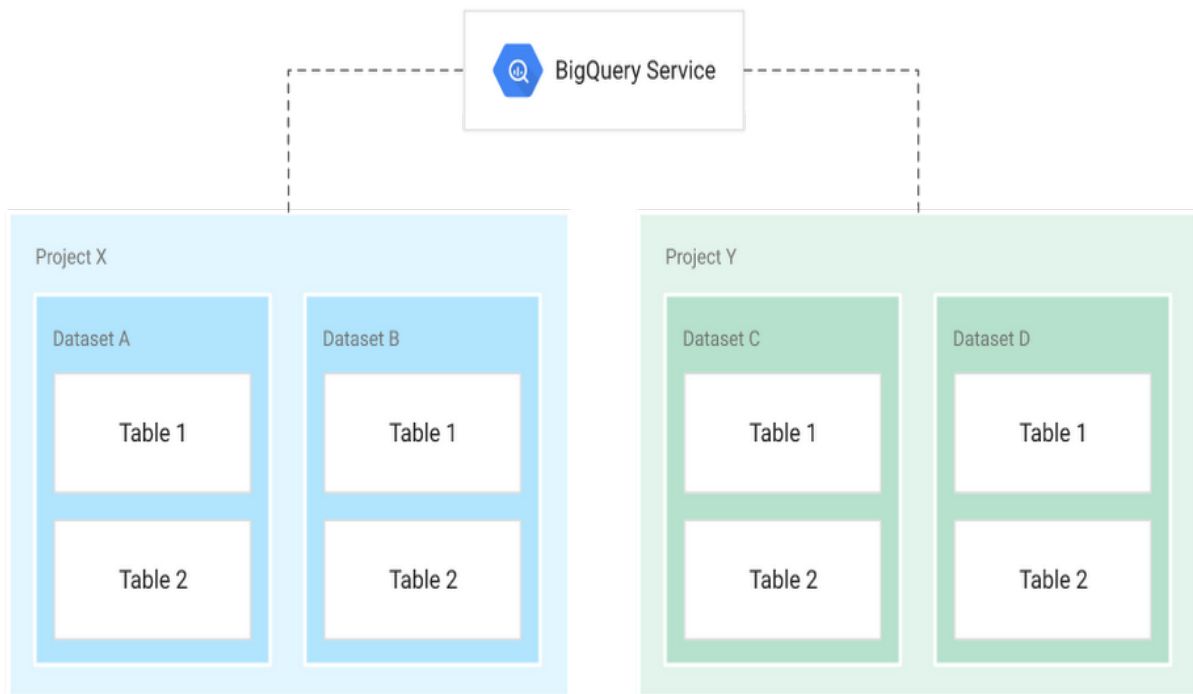 BigQuery Service
Project X
Project Y
Dataset A
Dataset B
Dataset C
Dataset D
Table 1
Table 1
Table 1
Table 1
Table 2
Table 2
Table 2
Table 2